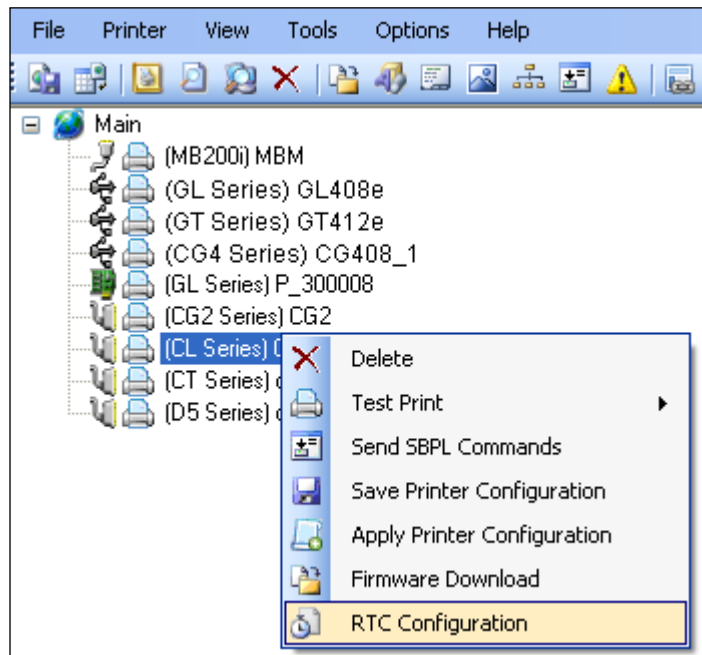 File Printer View Tools Options Help
Main
(MB200i) MBM
(GL Series) GL408e
(GT Series) GT412e
(CG4 Series) CG408_1
(GL Series) P_300008
(CG2 Series) CG2
(CL Series)
(CT Series)
(D5 Series)
Delete
Test Print
Send SBPL Commands
Save Printer Configuration
Apply Printer Configuration
Firmware Download
RTC Configuration